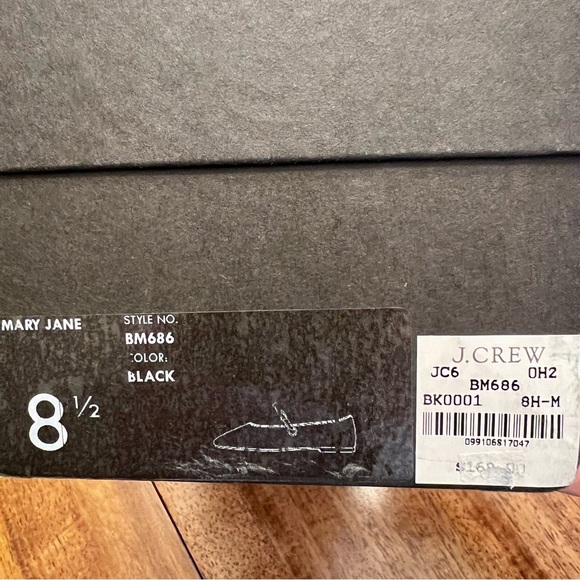 MARY JANE
STYLE NO.
BM686
COLOR:
BLACK
8 ½
J.CREW
JC6 0H2
BM686
BK0001 8H-M
099106817047